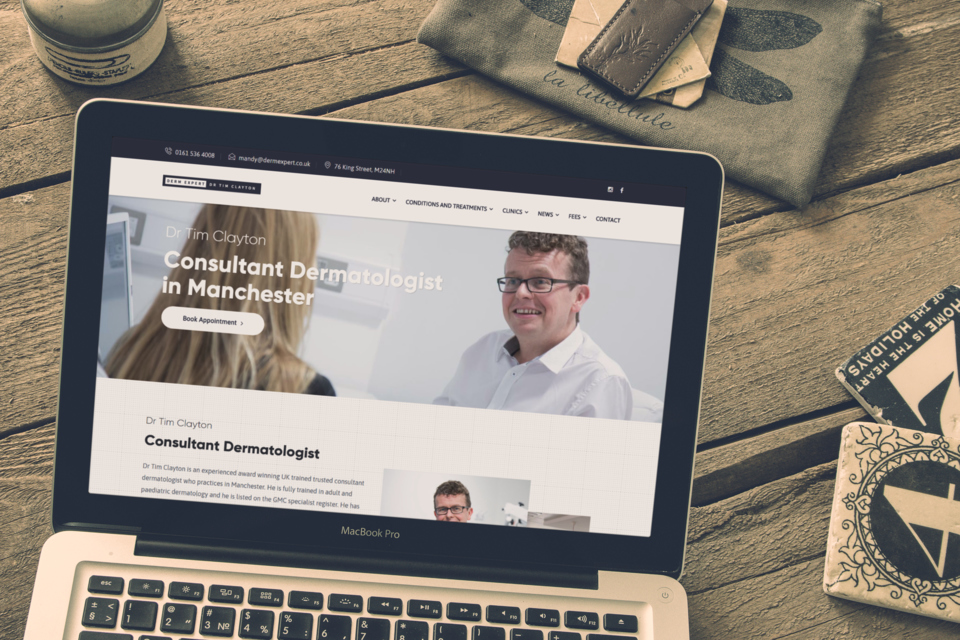 la libellule
0161 536 4008 mandy@dermexpert.co.uk 76 King Street, M24NH
DERM EXPERT DR TIM CLAYTON
ABOUT CONDITIONS AND TREATMENTS CLINICS NEWS FEES CONTACT
Dr Tim Clayton
Consultant Dermatologist
in Manchester
Book Appointment
Dr Tim Clayton
Consultant Dermatologist
Dr Tim Clayton is an experienced award winning UK trained trusted consultant
dermatologist who practices in Manchester. He is fully trained in adult and
paediatric dermatology and he is listed on the GMC specialist register. He has
HOME IS THE HEART
OF THE HOLIDAYS
MacBook Pro
esc F1 F2 F3 F4 F5 F6 F7 F8 F9 F10 F11 F12
± § < > ! 1 @ 2 # 3 № $ 4 % 5 6 & 7 * 8